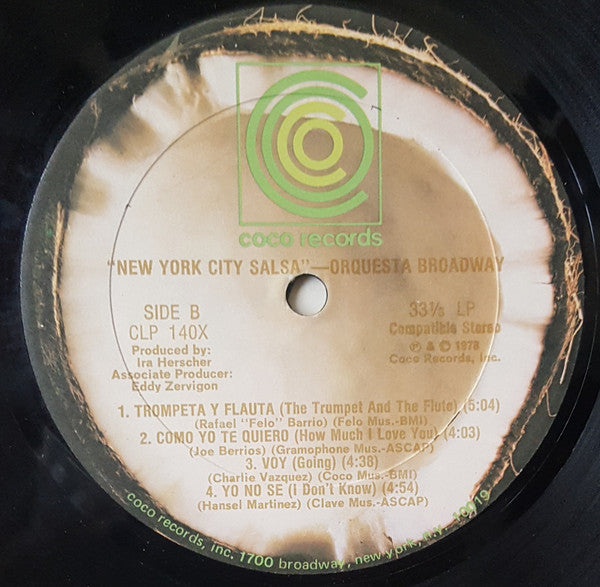 coco records
"NEW YORK CITY SALSA"—ORQUESTA BROADWAY
SIDE B
CLP 140X
Produced by:
Ira Herscher
Associate Producer:
Eddy Zervigon
33⅓ LP
Compatible Stereo
℗ & © 1978
Coco Records, Inc.
1. TROMPETA Y FLAUTA (The Trumpet And The Flute) (5:04)
(Rafael "Felo" Barrio) (Felo Mus.-BMI)
2. COMO YO TE QUIERO (How Much I Love You) (4:03)
(Joe Berrios) (Gramophone Mus.-ASCAP)
3. VOY (Going) (4:38)
(Charlie Vazquez) (Coco Mus.-BMI)
4. YO NO SE (I Don't Know) (4:54)
(Hansel Martinez) (Clave Mus.-ASCAP)
coco records, inc. 1700 broadway, new york, n.y. 10019